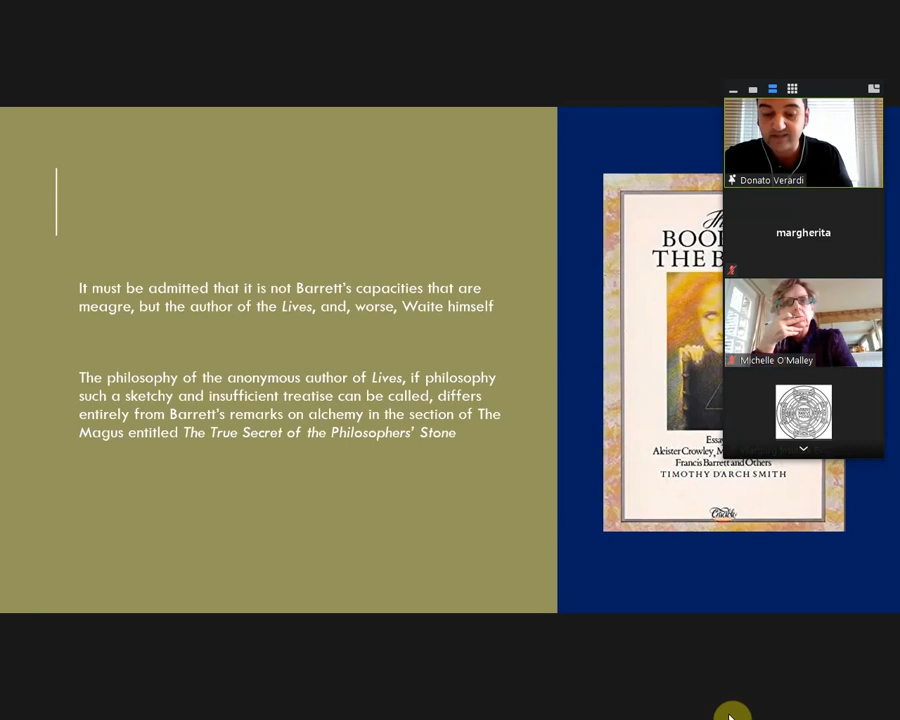 It must be admitted that it is not Barrett's capacities that are
meagre, but the author of the Lives, and, worse, Waite himself
The philosophy of the anonymous author of Lives, if philosophy
such a sketchy and insufficient treatise can be called, differs
entirely from Barrett's remarks on alchemy in the section of The
Magus entitled The True Secret of the Philosophers' Stone
BOO
THE B
Essa
Aleister Crowley, M
Francis Barrett and Others
TIMOTHY D'ARCH SMITH
Crucible
Donato Verardi
margherita
Michelle O'Malley